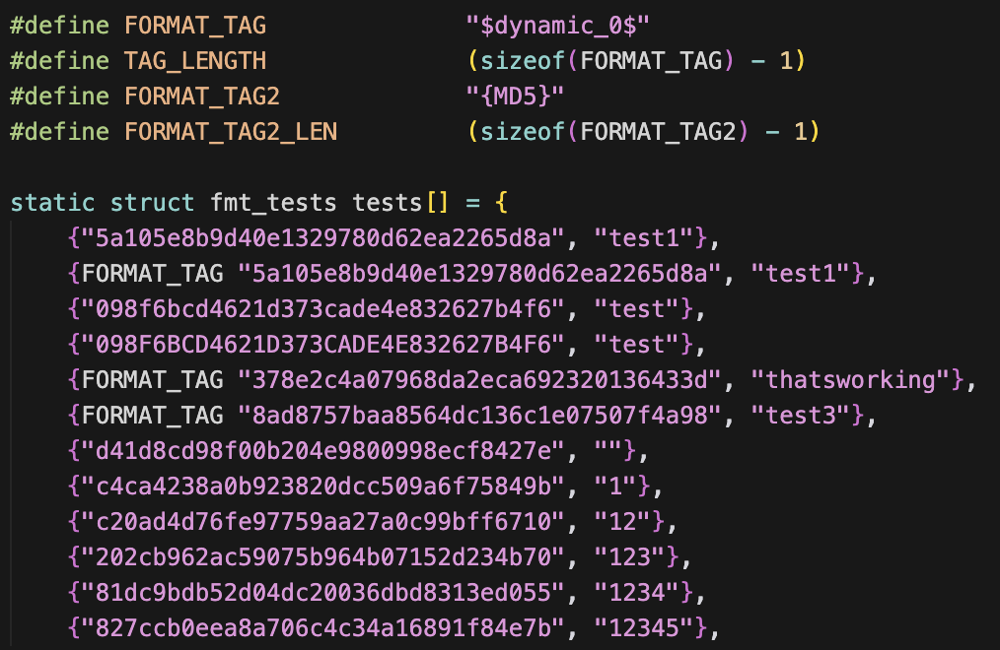 #define FORMAT_TAG "$dynamic_0$"
#define TAG_LENGTH (sizeof(FORMAT_TAG) - 1)
#define FORMAT_TAG2 "{MD5}"
#define FORMAT_TAG2_LEN (sizeof(FORMAT_TAG2) - 1)
static struct fmt_tests tests[] = {
{"5a105e8b9d40e1329780d62ea2265d8a", "test1"},
{FORMAT_TAG "5a105e8b9d40e1329780d62ea2265d8a", "test1"},
{"098f6bcd4621d373cade4e832627b4f6", "test"},
{"098F6BCD4621D373CADE4E832627B4F6", "test"},
{FORMAT_TAG "378e2c4a07968da2eca692320136433d", "thatsworking"},
{FORMAT_TAG "8ad8757baa8564dc136c1e07507f4a98", "test3"},
{"d41d8cd98f00b204e9800998ecf8427e", ""},
{"c4ca4238a0b923820dcc509a6f75849b", "1"},
{"c20ad4d76fe97759aa27a0c99bff6710", "12"},
{"202cb962ac59075b964b07152d234b70", "123"},
{"81dc9bdb52d04dc20036dbd8313ed055", "1234"},
{"827ccb0eea8a706c4c34a16891f84e7b", "12345"},